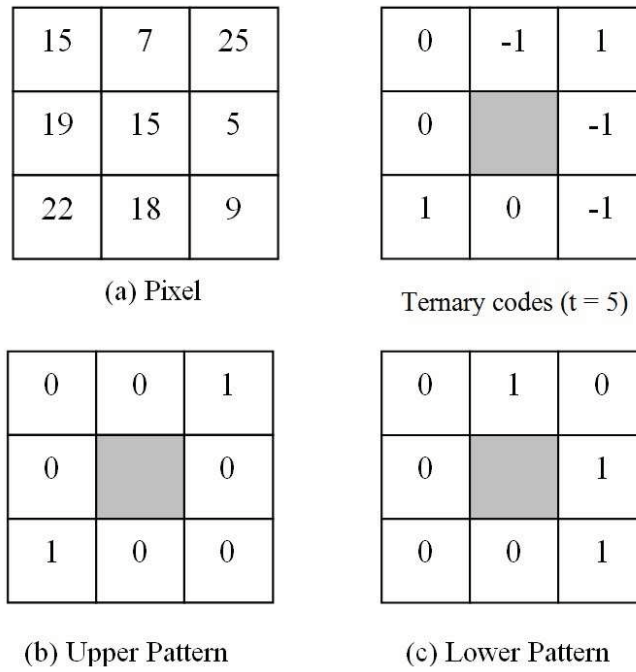 15 7 25 0 -1 1
19 15 5 0 -1
22 18 9 1 0 -1
(a) Pixel Ternary codes (t = 5)
0 0 1 0 1 0
0 0 0 1
1 0 0 0 0 1
(b) Upper Pattern (c) Lower Pattern